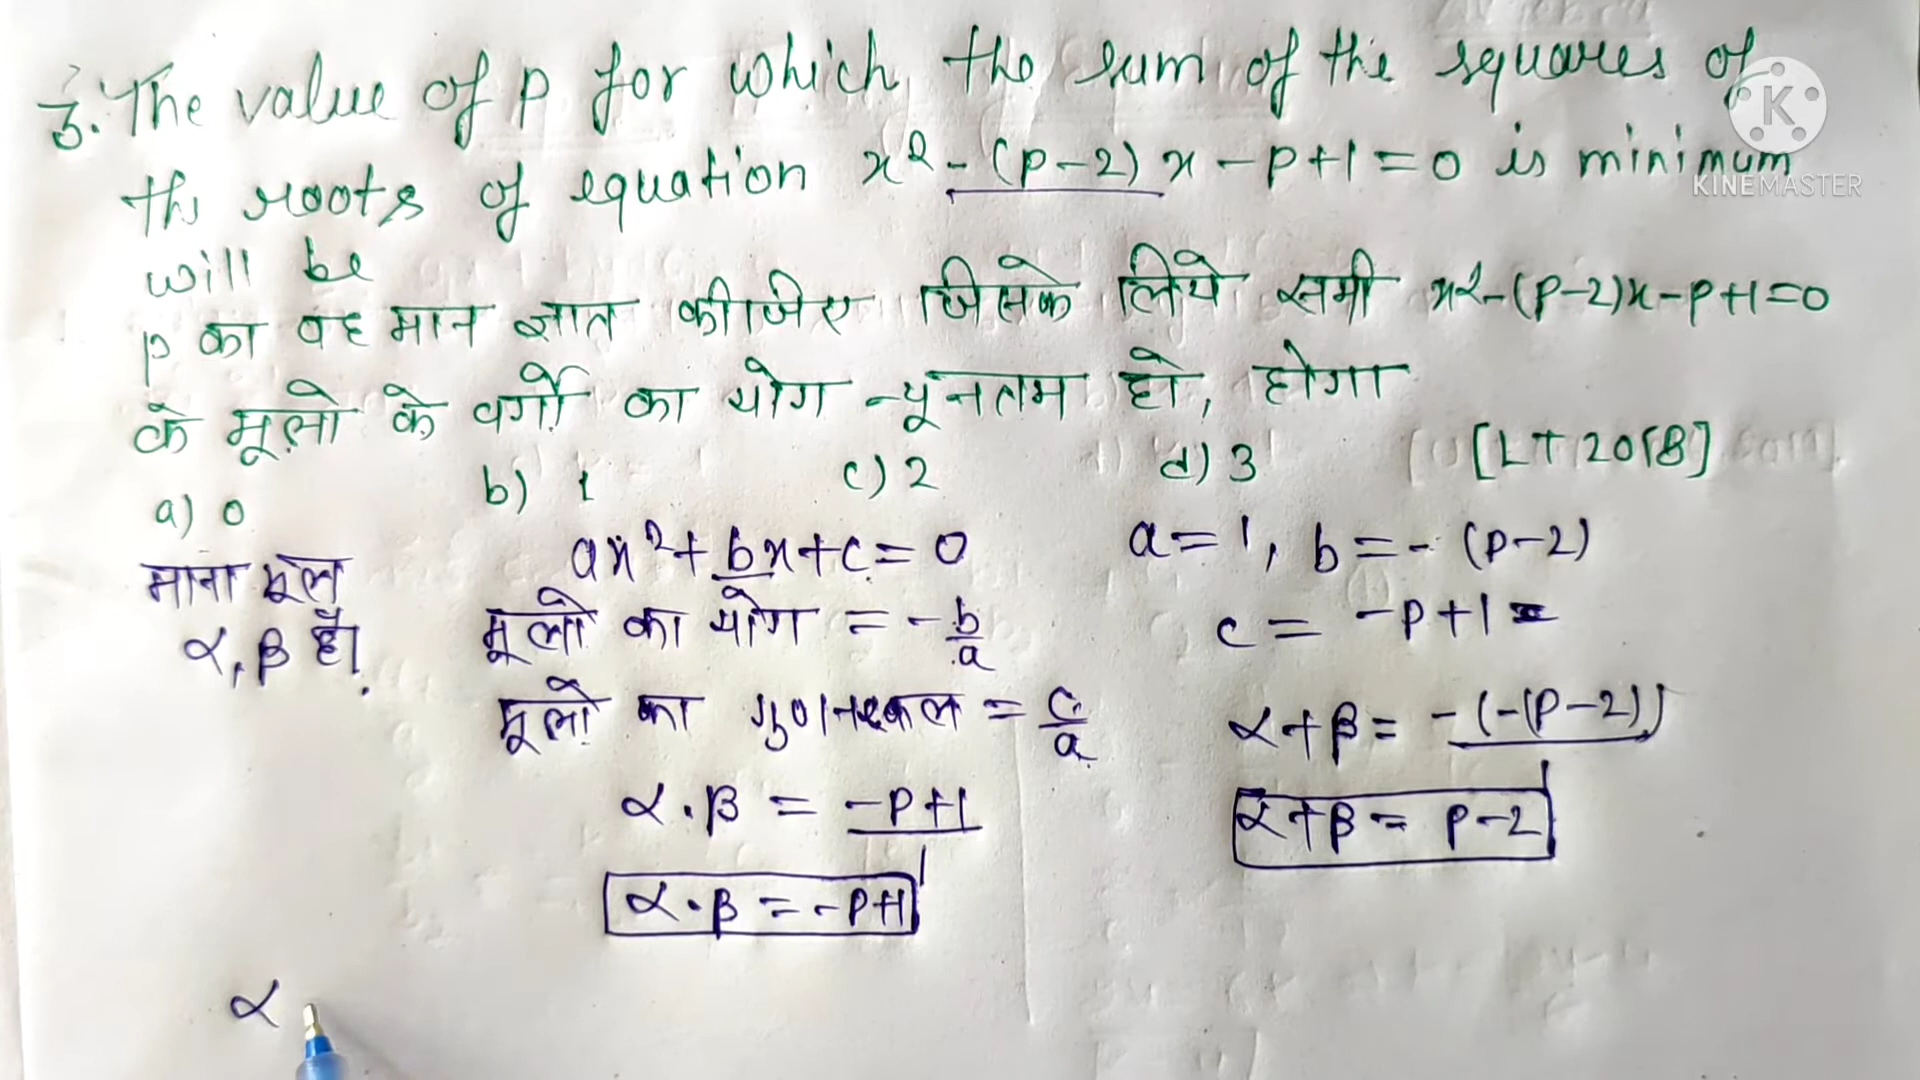 3. The value of p for which the sum of the squares of
the roots of equation x² - (p-2) x - p+1 = 0 is minimum
will be
p का वह मान ज्ञात कीजिए जिसके लिये समी x²-(p-2)x-p+1=0
के मूलो के वर्गो का योग न्यूनतम हो, होगा
[LT 2018]
a) 0 b) 1 c) 2 d) 3
माना मूल
α, β है।
ax² + bx + c = 0
मूलो का योग = - b/a
मूलो का गुणनफल = c/a
α . β = -p+1 / 1
α . β = -p+1
a = 1, b = - (p-2)
c = -p+1
α + β = -(-(p-2)) / 1
α + β = p-2
α
K
KINEMASTER